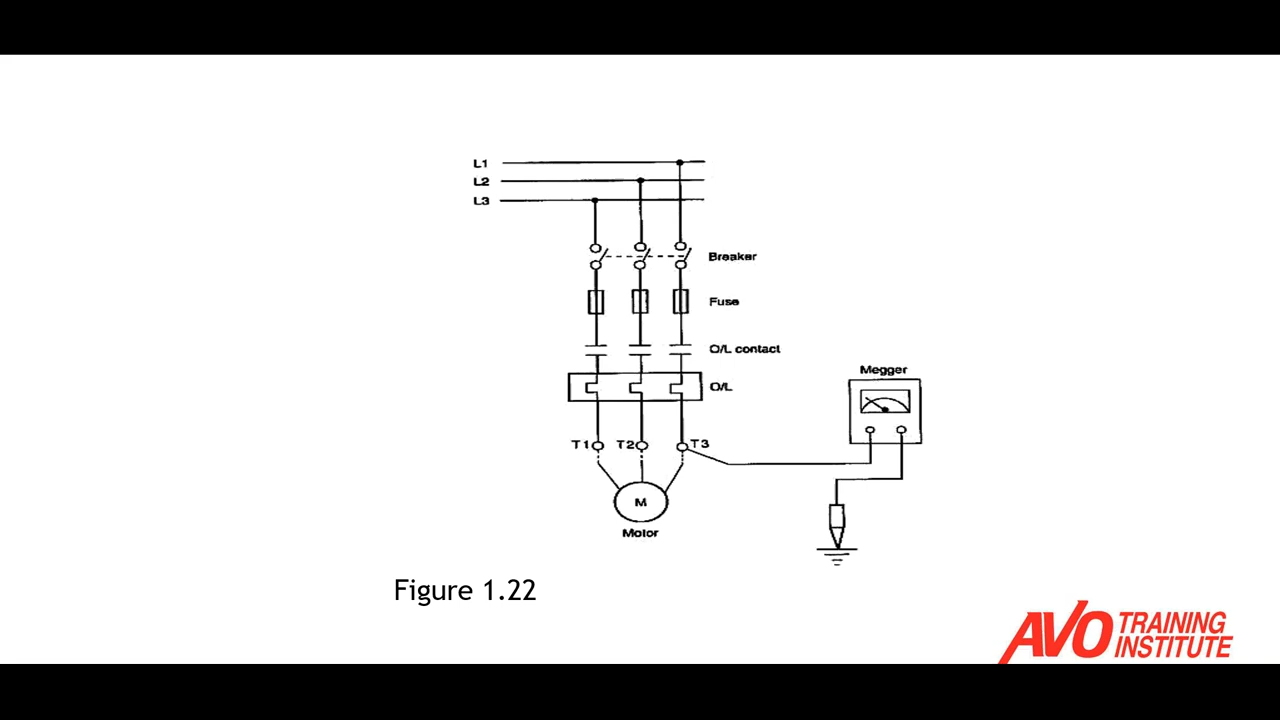 L1
L2
L3
Breaker
Fuse
O/L contact
O/L
Megger
T1
T2
T3
M
Motor
Figure 1.22
AVO TRAINING
INSTITUTE